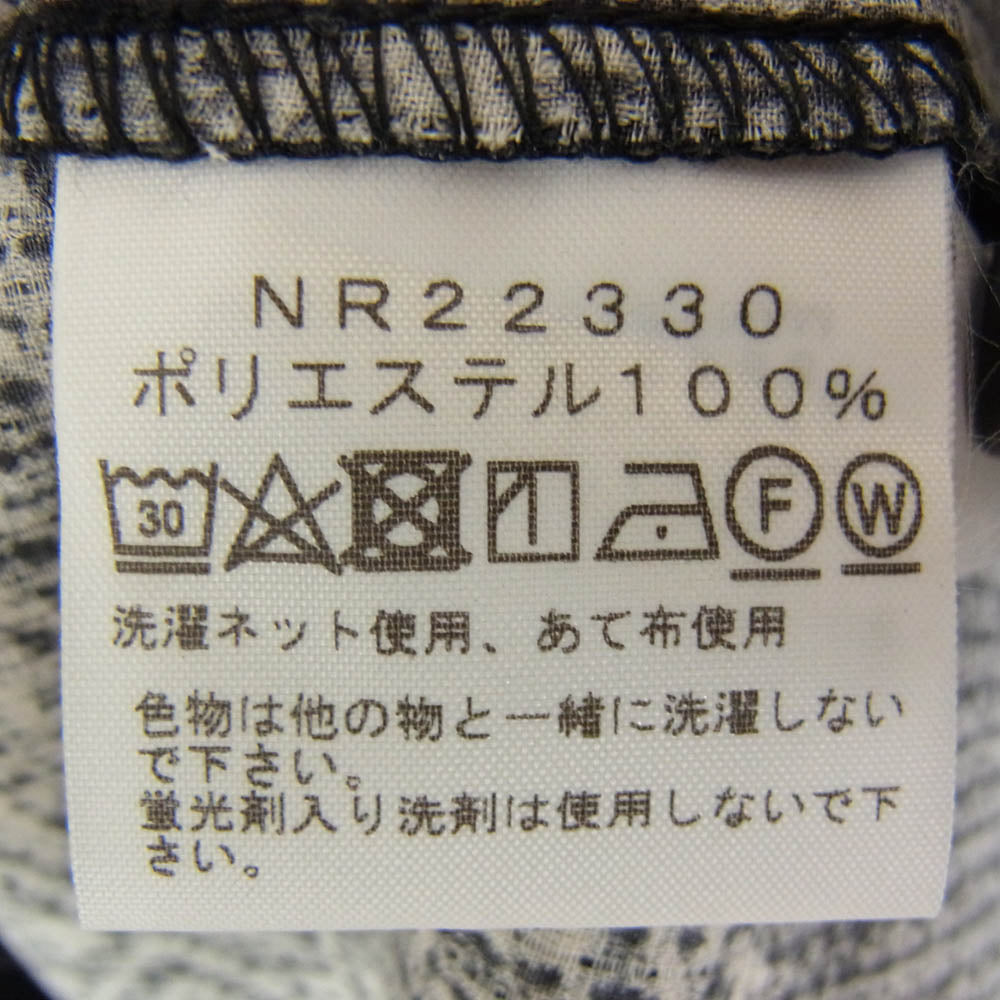 NR22330
ポリエステル100%
30 F W
洗濯ネット使用、あて布使用
色物は他の物と一緒に洗濯しない
で下さい。
蛍光剤入り洗剤は使用しないで下
さい。